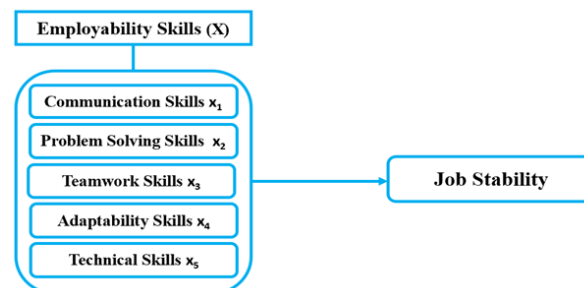 Employability Skills (X)
Communication Skills x₁
Problem Solving Skills x₂
Teamwork Skills x₃
Adaptability Skills x₄
Technical Skills x₅
Job Stability